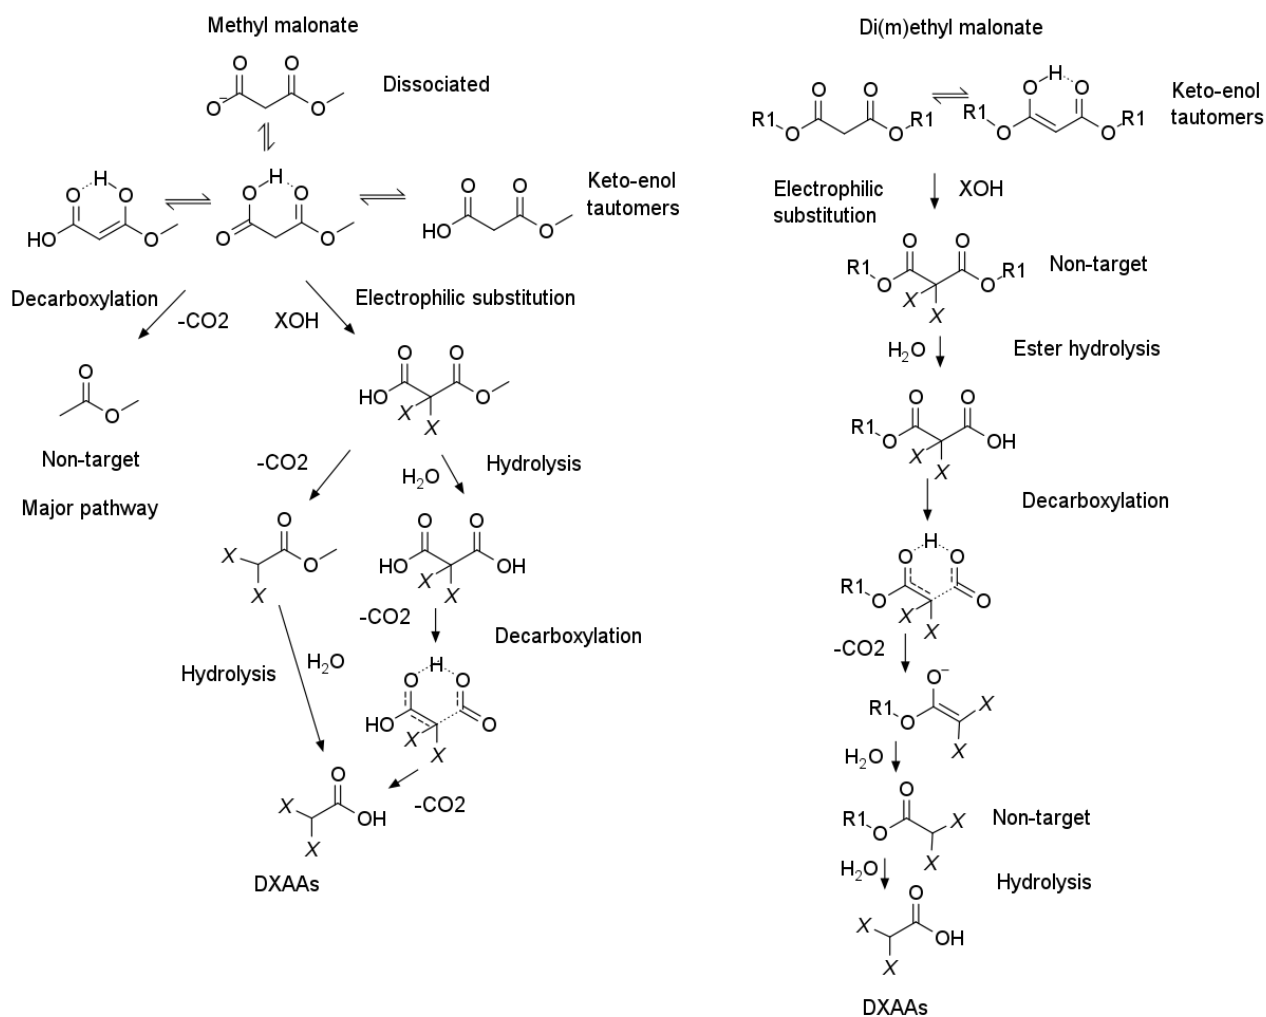 Methyl malonate
O
O
Dissociated
O⁻
O
H
O
O
HO
O
H
O
O
O
O
O
O
HO
O
Keto-enol
tautomers
Decarboxylation
-CO2
XOH
Electrophilic substitution
O
O
Non-target
Major pathway
O
O
HO
O
X
X
-CO2
H₂O
Hydrolysis
O
X
O
X
O
O
HO
OH
X
X
-CO2
Decarboxylation
Hydrolysis
H₂O
H
O
O
HO
O
X
X
-CO2
O
X
OH
X
DXAAs
Di(m)ethyl malonate
O
O
R1
O
O
R1
H
O
O
R1
O
O
R1
Keto-enol
tautomers
Electrophilic
substitution
XOH
O
O
R1
O
O
R1
X
X
Non-target
H₂O
Ester hydrolysis
O
O
R1
O
OH
X
X
Decarboxylation
H
O
O
R1
O
O
X
X
-CO2
O⁻
R1
O
X
X
H₂O
O
R1
O
X
X
Non-target
H₂O
Hydrolysis
O
X
OH
X
DXAAs